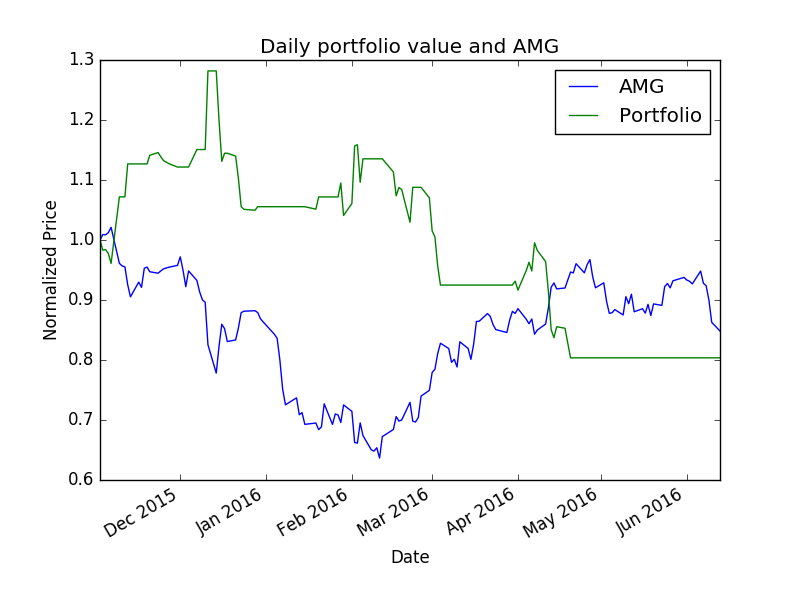 Daily portfolio value and AMG
1.3
1.2
1.1
1.0
0.9
0.8
0.7
0.6
Normalized Price
AMG
Portfolio
Dec 2015
Jan 2016
Feb 2016
Mar 2016
Apr 2016
May 2016
Jun 2016
Date